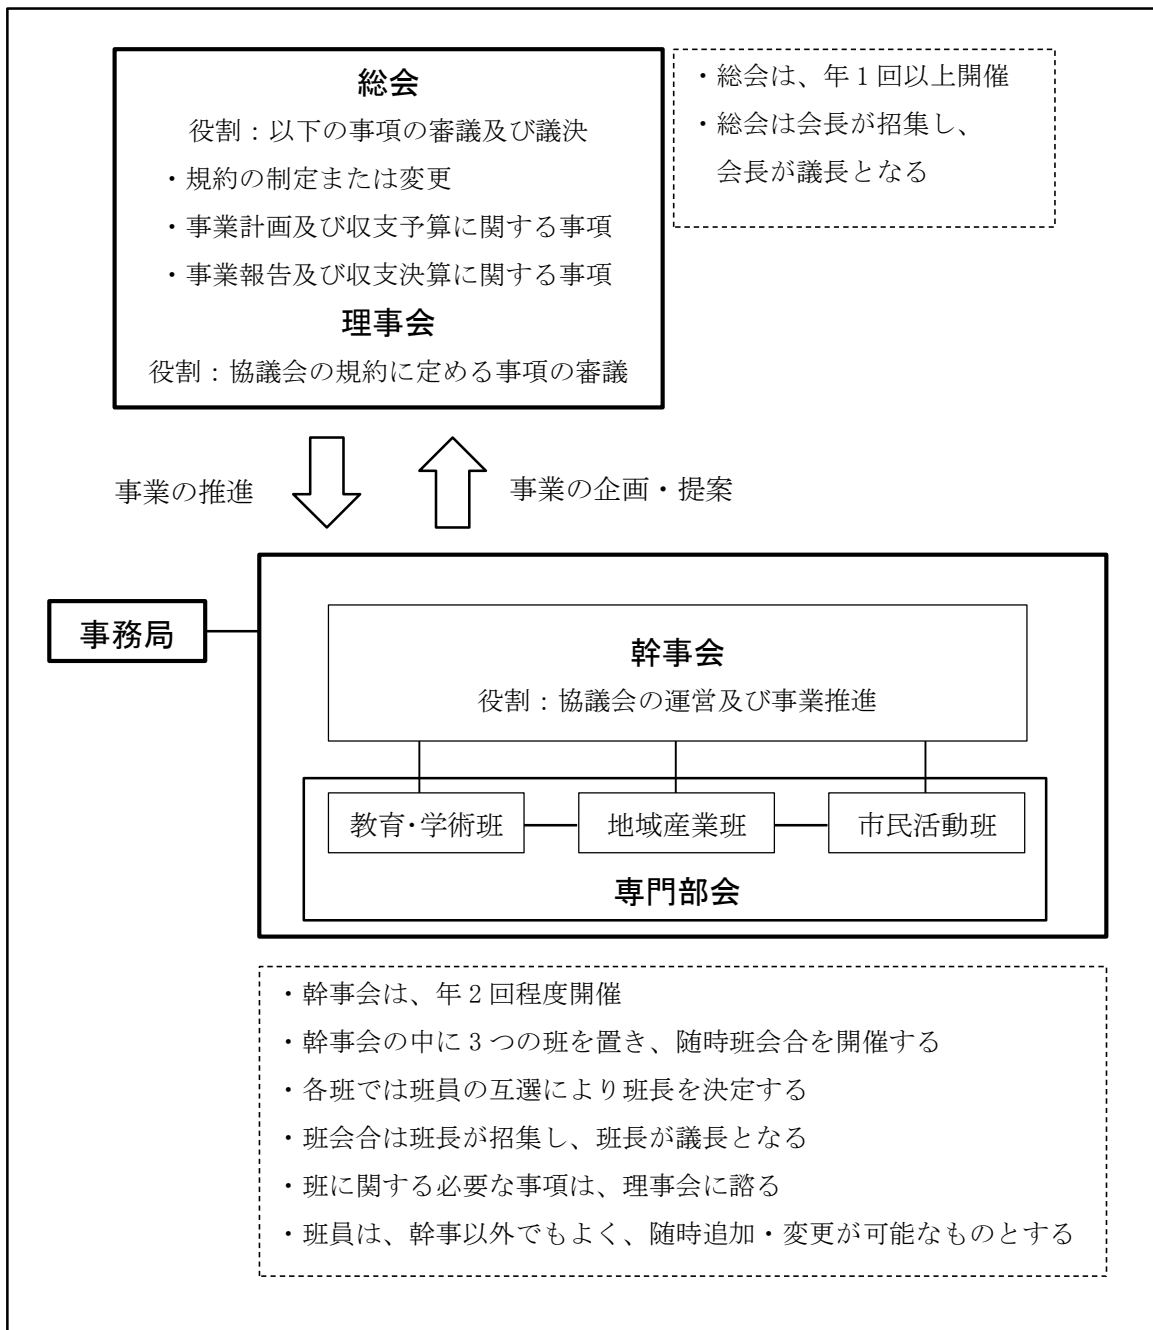 総会
役割：以下の事項の審議及び議決
・規約の制定または変更
・事業計画及び収支予算に関する事項
・事業報告及び収支決算に関する事項
理事会
役割：協議会の規約に定める事項の審議
・総会は、年１回以上開催
・総会は会長が招集し、
会長が議長となる
事業の推進
事業の企画・提案
事務局
幹事会
役割：協議会の運営及び事業推進
教育・学術班
地域産業班
市民活動班
専門部会
・幹事会は、年２回程度開催
・幹事会の中に３つの班を置き、随時班会合を開催する
・各班では班員の互選により班長を決定する
・班会合は班長が招集し、班長が議長となる
・班に関する必要な事項は、理事会に諮る
・班員は、幹事以外でもよく、随時追加・変更が可能なものとする